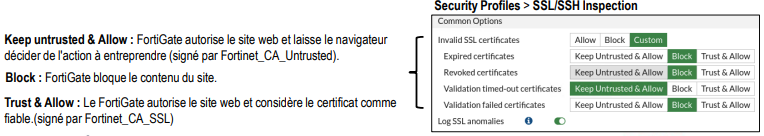 Security Profiles > SSL/SSH Inspection
Keep untrusted & Allow : FortiGate autorise le site web et laisse le navigateur
décider de l'action à entreprendre (signé par Fortinet_CA_Untrusted).
Block : FortiGate bloque le contenu du site.
Trust & Allow : Le FortiGate autorise le site web et considère le certificat comme
fiable.(signé par Fortinet_CA_SSL)
Common Options
Invalid SSL certificates Allow Block Custom
Expired certificates Keep Untrusted & Allow Block Trust & Allow
Revoked certificates Keep Untrusted & Allow Block Trust & Allow
Validation timed-out certificates Keep Untrusted & Allow Block Trust & Allow
Validation failed certificates Keep Untrusted & Allow Block Trust & Allow
Log SSL anomalies